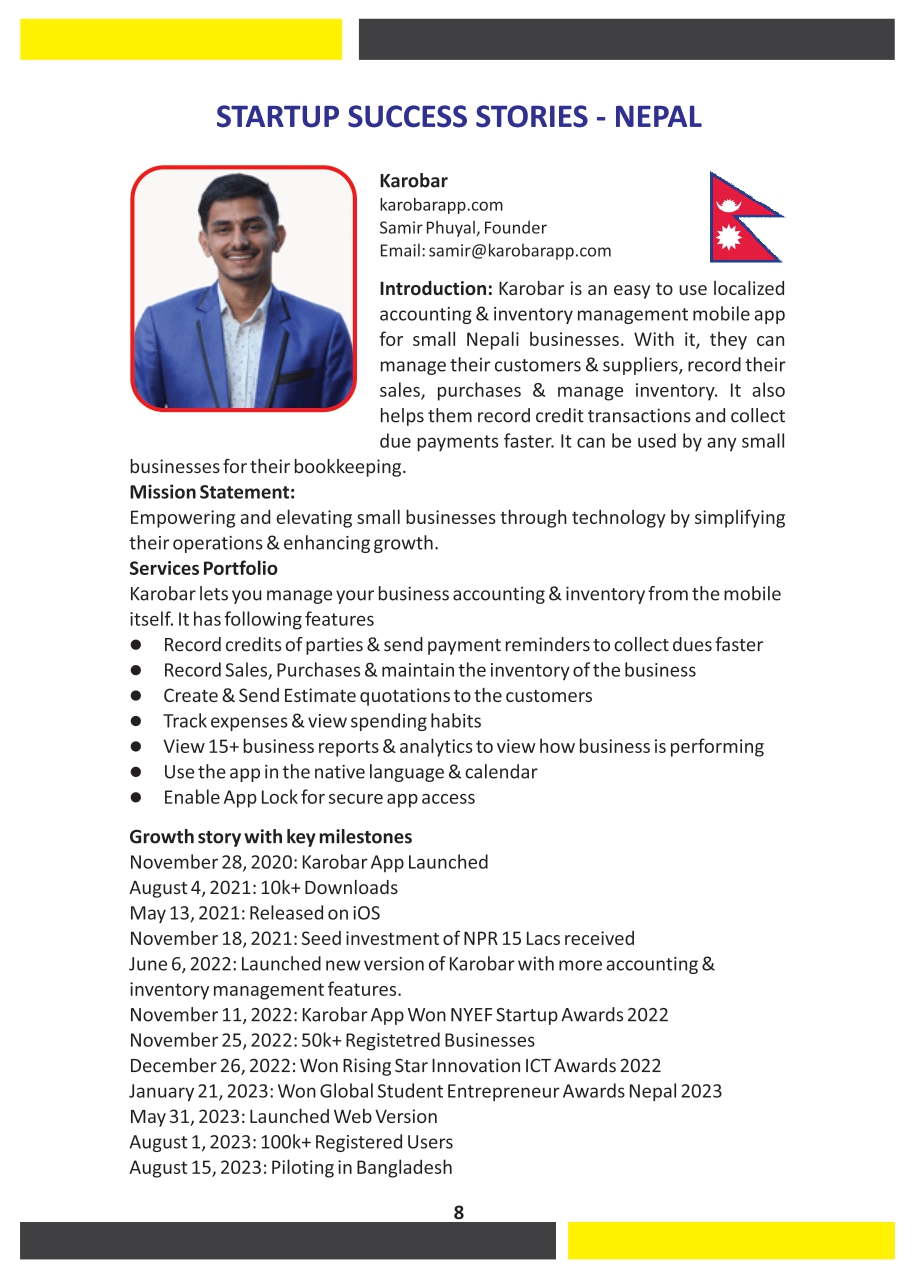 STARTUP SUCCESS STORIES - NEPAL
Karobar
karobarapp.com
Samir Phuyal, Founder
Email: samir@karobarapp.com
Introduction: Karobar is an easy to use localized
accounting & inventory management mobile app
for small Nepali businesses. With it, they can
manage their customers & suppliers, record their
sales, purchases & manage inventory. It also
helps them record credit transactions and collect
due payments faster. It can be used by any small
businesses for their bookkeeping.
Mission Statement:
Empowering and elevating small businesses through technology by simplifying
their operations & enhancing growth.
Services Portfolio
Karobar lets you manage your business accounting & inventory from the mobile
itself. It has following features
● Record credits of parties & send payment reminders to collect dues faster
● Record Sales, Purchases & maintain the inventory of the business
● Create & Send Estimate quotations to the customers
● Track expenses & view spending habits
● View 15+ business reports & analytics to view how business is performing
● Use the app in the native language & calendar
● Enable App Lock for secure app access
Growth story with key milestones
November 28, 2020: Karobar App Launched
August 4, 2021: 10k+ Downloads
May 13, 2021: Released on iOS
November 18, 2021: Seed investment of NPR 15 Lacs received
June 6, 2022: Launched new version of Karobar with more accounting &
inventory management features.
November 11, 2022: Karobar App Won NYEF Startup Awards 2022
November 25, 2022: 50k+ Registetred Businesses
December 26, 2022: Won Rising Star Innovation ICT Awards 2022
January 21, 2023: Won Global Student Entrepreneur Awards Nepal 2023
May 31, 2023: Launched Web Version
August 1, 2023: 100k+ Registered Users
August 15, 2023: Piloting in Bangladesh
8